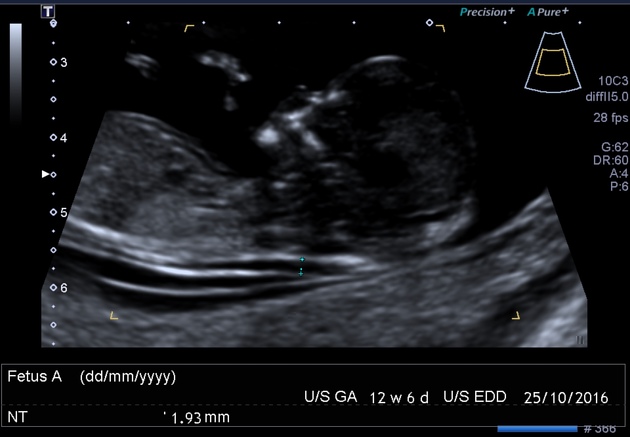 T
Precision+ APure+
3
10C3
diffII5.0
28 fps
4
G:62
DR:60
A:4
P:6
5
6
Fetus A (dd/mm/yyyy)
U/S GA 12 w 6 d U/S EDD 25/10/2016
NT ' 1.93 mm
# 366